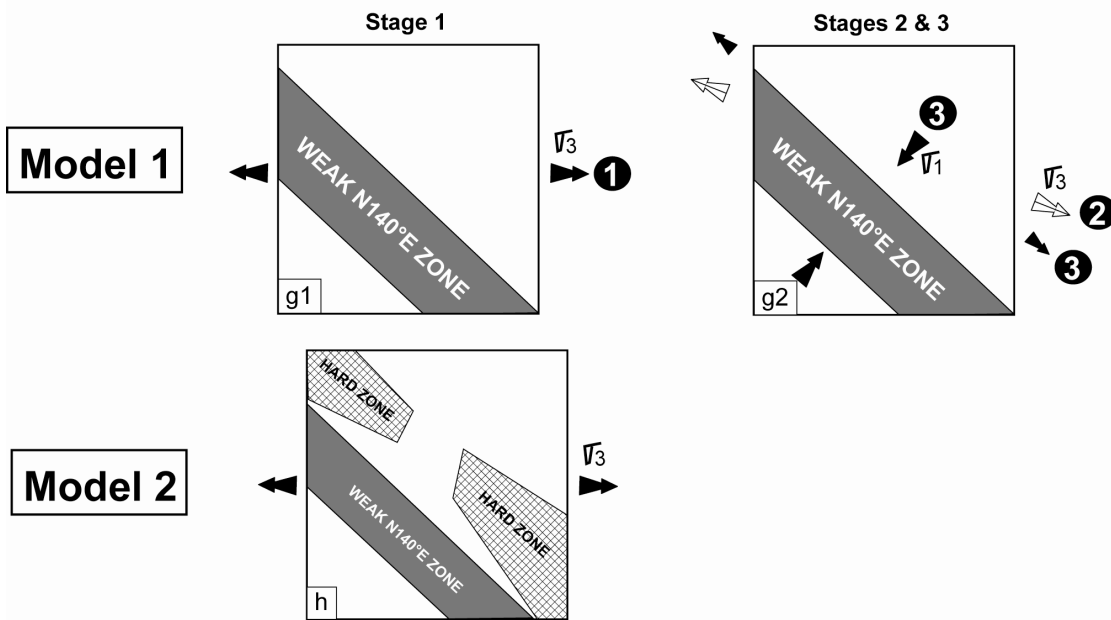 Stage 1
Stages 2 & 3
Model 1
WEAK N140°E ZONE
g1
σ3
1
WEAK N140°E ZONE
g2
3
σ1
σ3
2
3
Model 2
HARD ZONE
WEAK N140°E ZONE
HARD ZONE
h
σ3